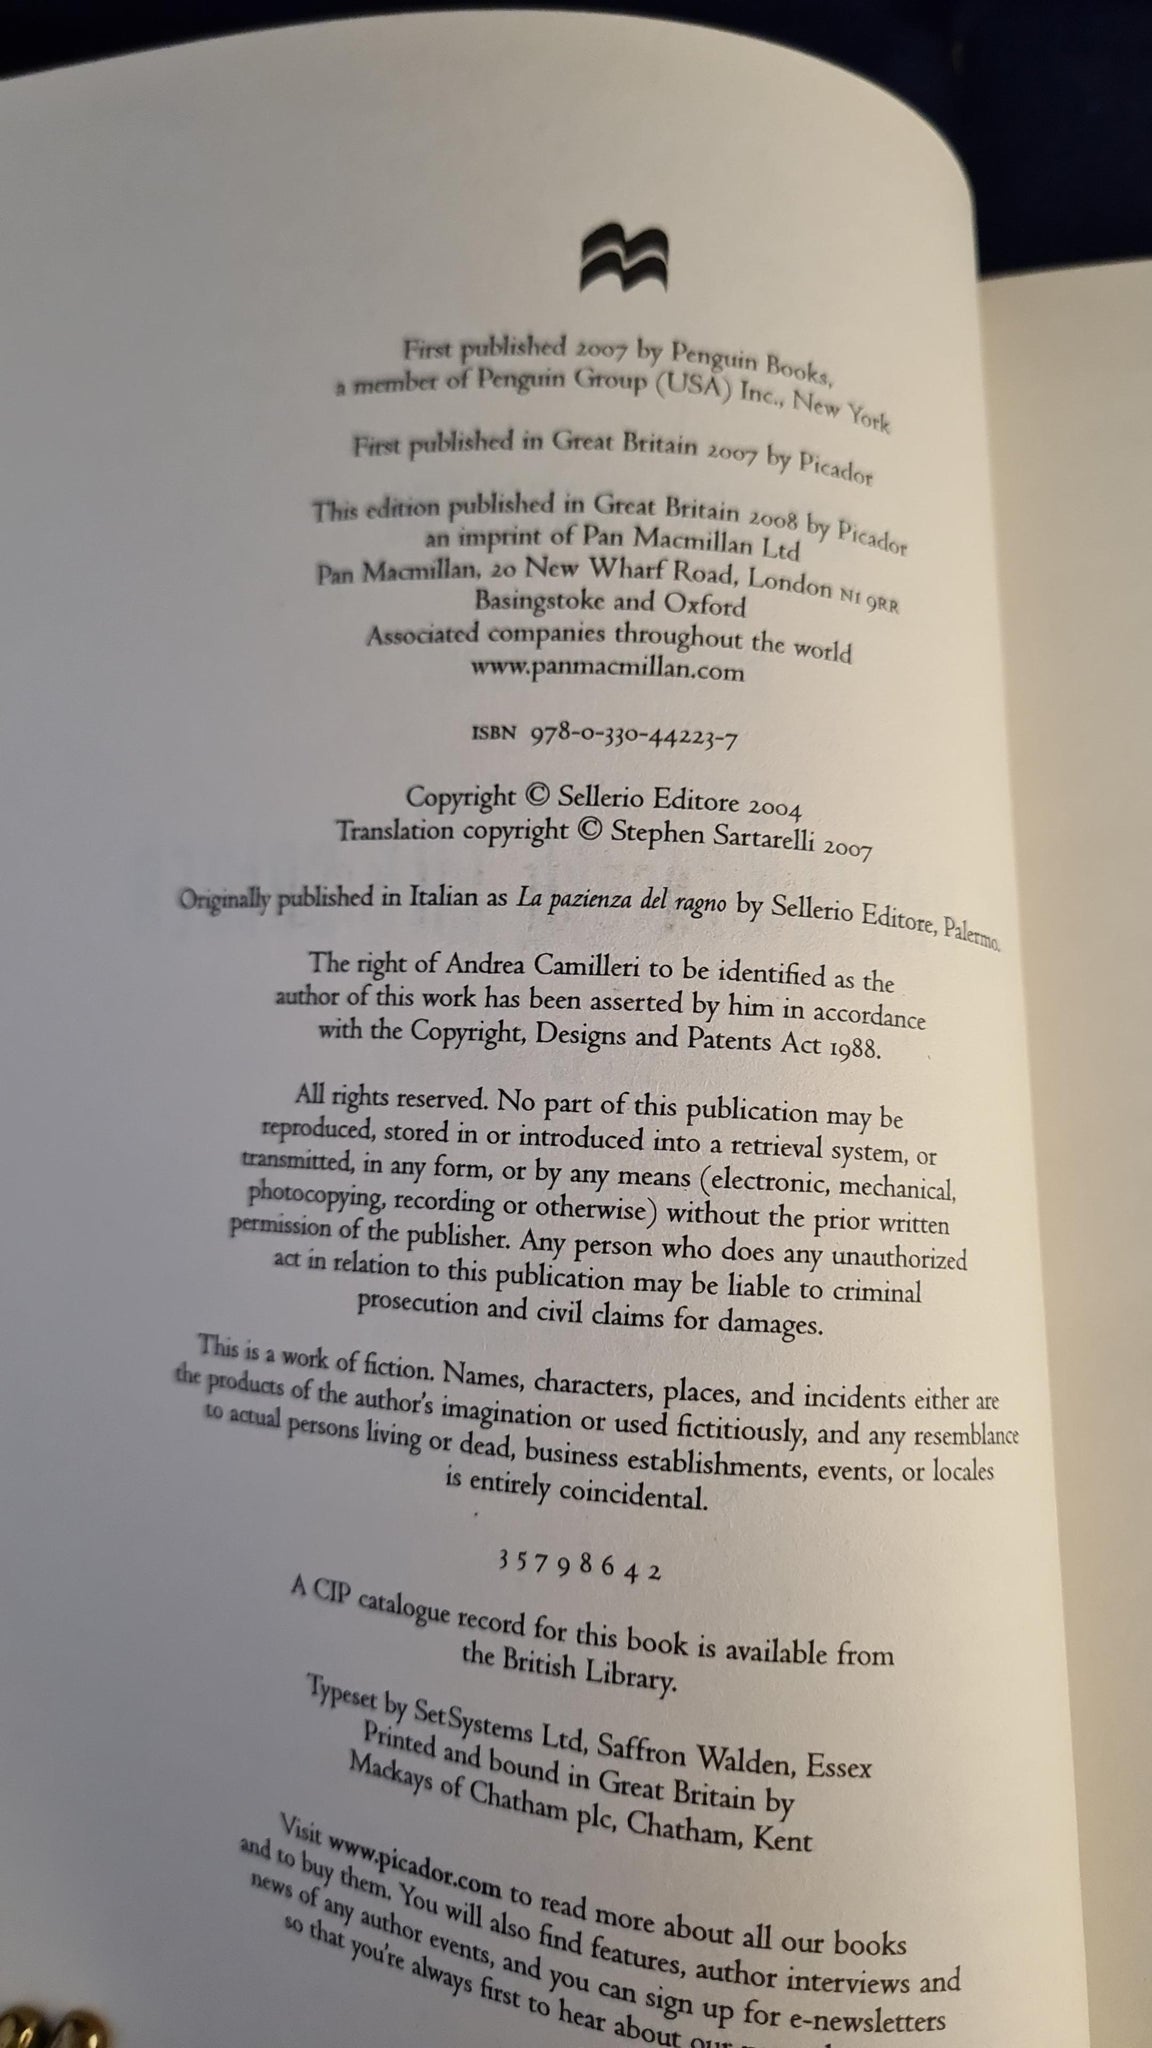 First published 2007 by Penguin Books,
a member of Penguin Group (USA) Inc., New York
First published in Great Britain 2007 by Picador
This edition published in Great Britain 2008 by Picador
an imprint of Pan Macmillan Ltd
Pan Macmillan, 20 New Wharf Road, London N1 9RR
Basingstoke and Oxford
Associated companies throughout the world
www.panmacmillan.com
ISBN 978-0-330-44223-7
Copyright © Sellerio Editore 2004
Translation copyright © Stephen Sartarelli 2007
Originally published in Italian as La pazienza del ragno by Sellerio Editore, Palermo.
The right of Andrea Camilleri to be identified as the
author of this work has been asserted by him in accordance
with the Copyright, Designs and Patents Act 1988.
All rights reserved. No part of this publication may be
reproduced, stored in or introduced into a retrieval system, or
transmitted, in any form, or by any means (electronic, mechanical,
photocopying, recording or otherwise) without the prior written
permission of the publisher. Any person who does any unauthorized
act in relation to this publication may be liable to criminal
prosecution and civil claims for damages.
This is a work of fiction. Names, characters, places, and incidents either are
the products of the author's imagination or used fictitiously, and any resemblance
to actual persons living or dead, business establishments, events, or locales
is entirely coincidental.
3 5 7 9 8 6 4 2
A CIP catalogue record for this book is available from
the British Library.
Typeset by SetSystems Ltd, Saffron Walden, Essex
Printed and bound in Great Britain by
Mackays of Chatham plc, Chatham, Kent
Visit www.picador.com to read more about all our books
and to buy them. You will also find features, author interviews and
news of any author events, and you can sign up for e-newsletters
so that you're always first to hear about our